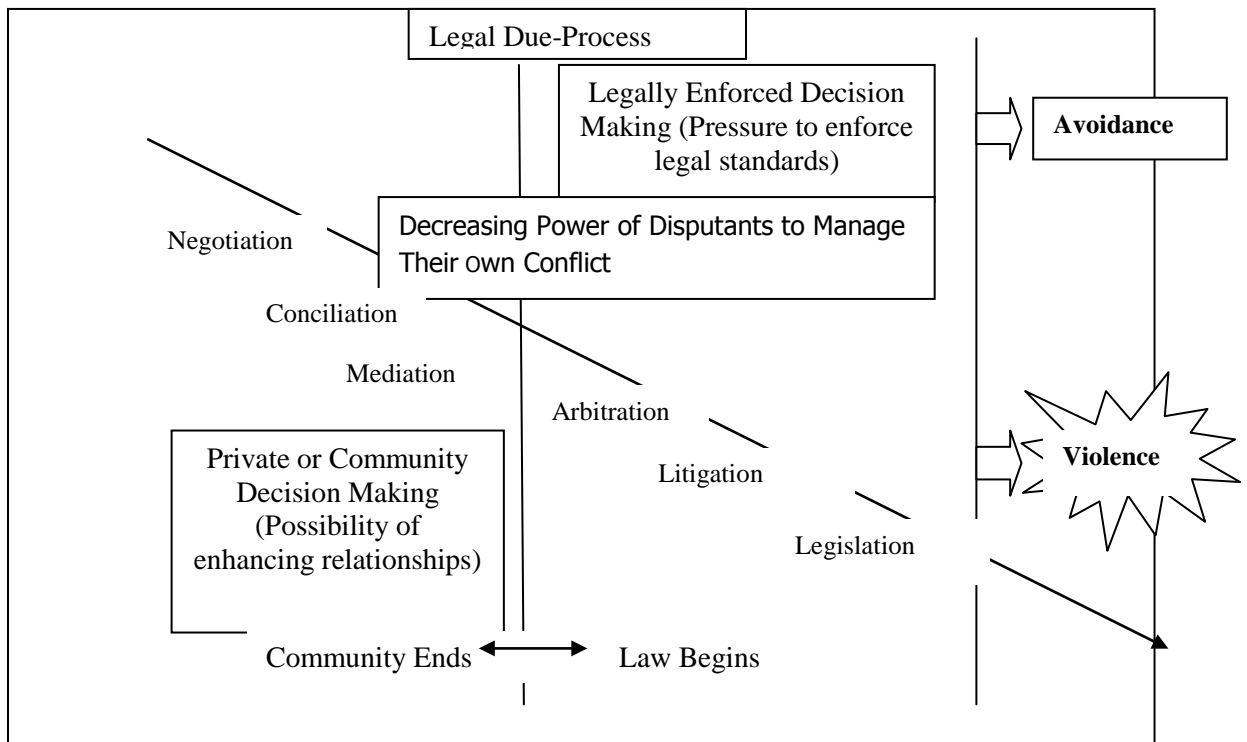 Legal Due-Process
Legally Enforced Decision
Making (Pressure to enforce
legal standards)
Avoidance
Decreasing Power of Disputants to Manage
Their own Conflict
Negotiation
Conciliation
Mediation
Arbitration
Litigation
Legislation
Violence
Private or Community
Decision Making
(Possibility of
enhancing relationships)
Community Ends
Law Begins